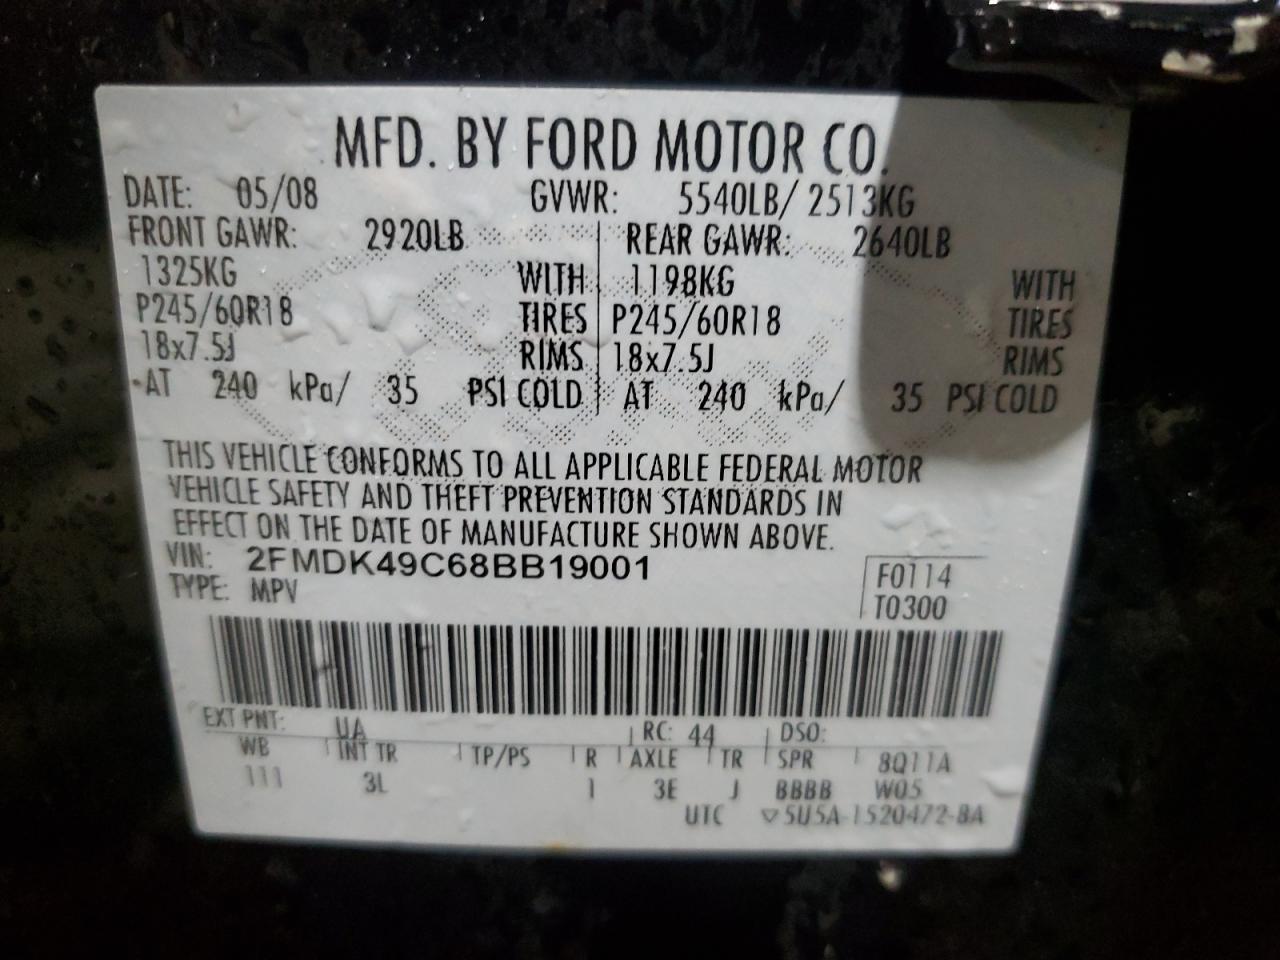 MFD. BY FORD MOTOR CO.
DATE: 05/08 GVWR: 5540LB/ 2513KG
FRONT GAWR: 2920LB REAR GAWR: 2640LB
1325KG WITH 1198KG WITH
P245/60R18 TIRES P245/60R18 TIRES
18x7.5J RIMS 18x7.5J RIMS
AT 240 kPa/ 35 PSI COLD AT 240 kPa/ 35 PSI COLD
THIS VEHICLE CONFORMS TO ALL APPLICABLE FEDERAL MOTOR
VEHICLE SAFETY AND THEFT PREVENTION STANDARDS IN
EFFECT ON THE DATE OF MANUFACTURE SHOWN ABOVE.
VIN: 2FMDK49C68BB19001
TYPE: MPV
F0114
T0300
EXT PNT: UA RC: 44 DSO:
WB INT TR TP/PS R AXLE TR SPR 8Q11A
111 3L 1 3E J BBBB W05
UTC ▽5U5A-1520472-BA